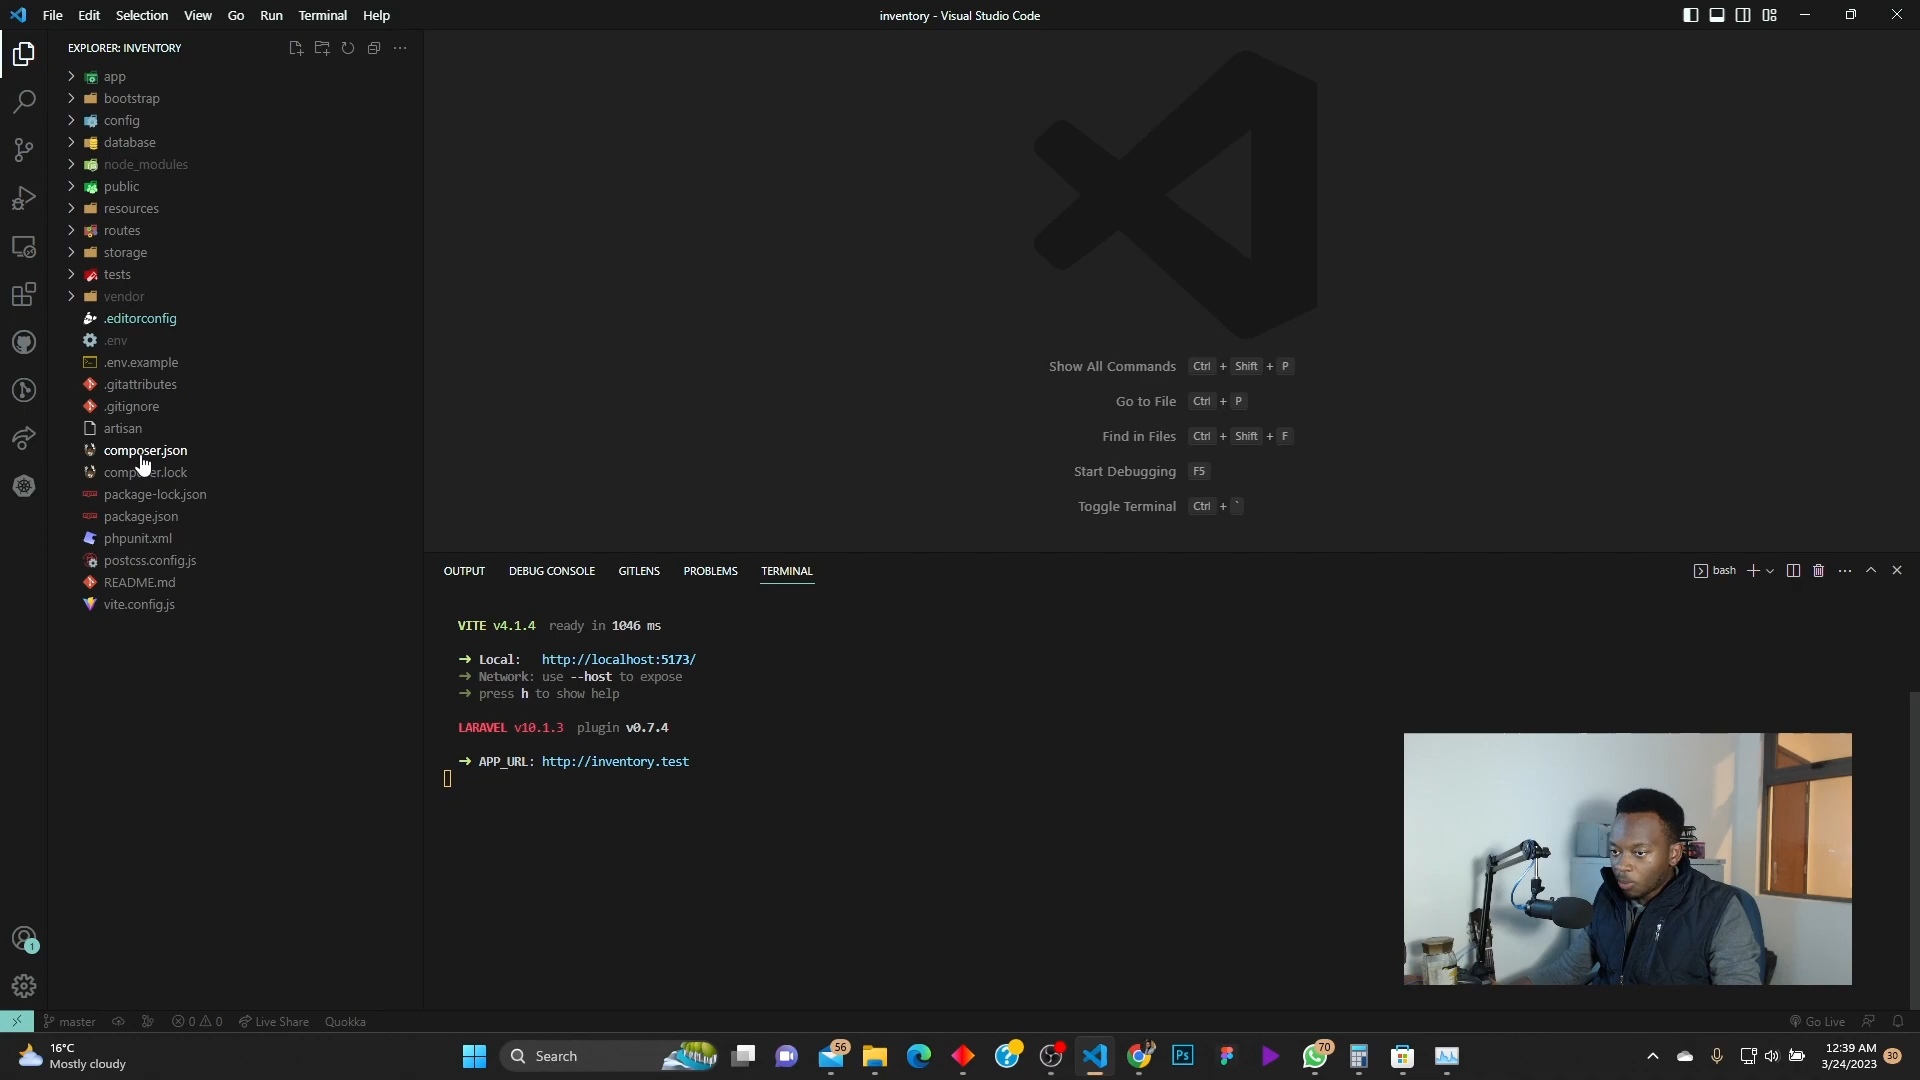 File Edit Selection View Go Run Terminal Help
inventory - Visual Studio Code
EXPLORER: INVENTORY
app
bootstrap
config
database
node_modules
public
resources
routes
storage
tests
vendor
.editorconfig
.env
.env.example
.gitattributes
.gitignore
artisan
composer.json
composer.lock
package-lock.json
package.json
phpunit.xml
postcss.config.js
README.md
vite.config.js
Show All Commands Ctrl + Shift + P
Go to File Ctrl + P
Find in Files Ctrl + Shift + F
Start Debugging F5
Toggle Terminal Ctrl + `
OUTPUT DEBUG CONSOLE GITLENS PROBLEMS TERMINAL
bash
VITE v4.1.4 ready in 1046 ms
➜ Local: http://localhost:5173/
➜ Network: use --host to expose
➜ press h to show help
LARAVEL v10.1.3 plugin v0.7.4
➜ APP_URL: http://inventory.test
1
master 0 0 Live Share Quokka
Go Live
16°C
Mostly cloudy
Search
56
Ps
70
12:39 AM
3/24/2023
30